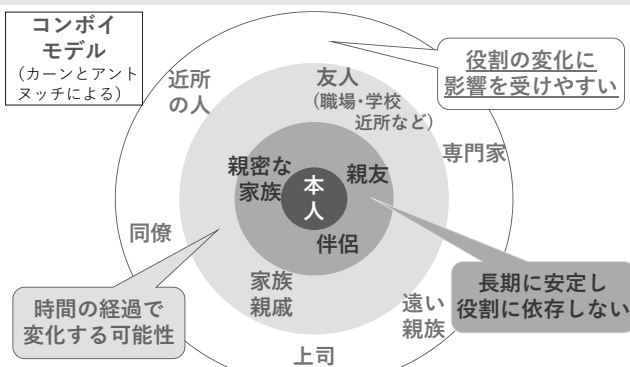 コンボイ
モデル
(カーンとアント
ヌッチによる)
役割の変化に
影響を受けやすい
近所
の人
友人
(職場・学校
近所など)
専門家
親密な
家族
親友
本
人
伴侶
同僚
家族
親戚
遠い
親族
上司
時間の経過で
変化する可能性
長期に安定し
役割に依存しない